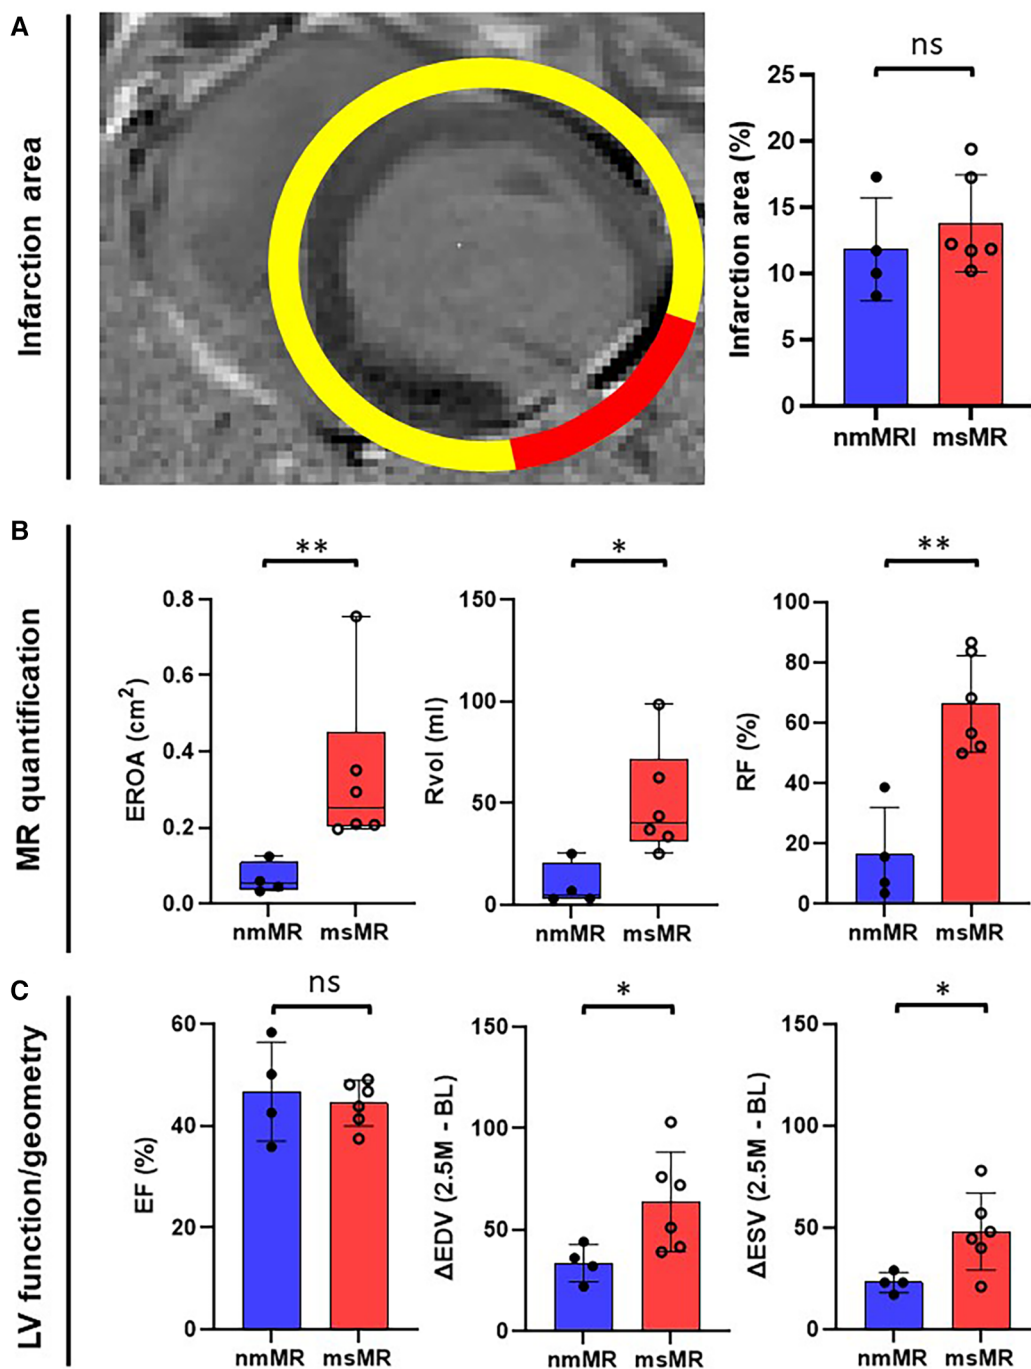 A
Infarction area
ns
Infarction area (%)
25
20
15
10
5
0
nmMRI msMR
B
MR quantification
**
EROA (cm²)
0.8
0.6
0.4
0.2
0.0
nmMR msMR
*
Rvol (ml)
150
100
50
0
nmMR msMR
**
RF (%)
100
80
60
40
20
0
nmMR msMR
C
LV function/geometry
ns
EF (%)
60
40
20
0
nmMR msMR
*
ΔEDV (2.5M - BL)
150
100
50
0
nmMR msMR
*
ΔESV (2.5M - BL)
150
100
50
0
nmMR msMR